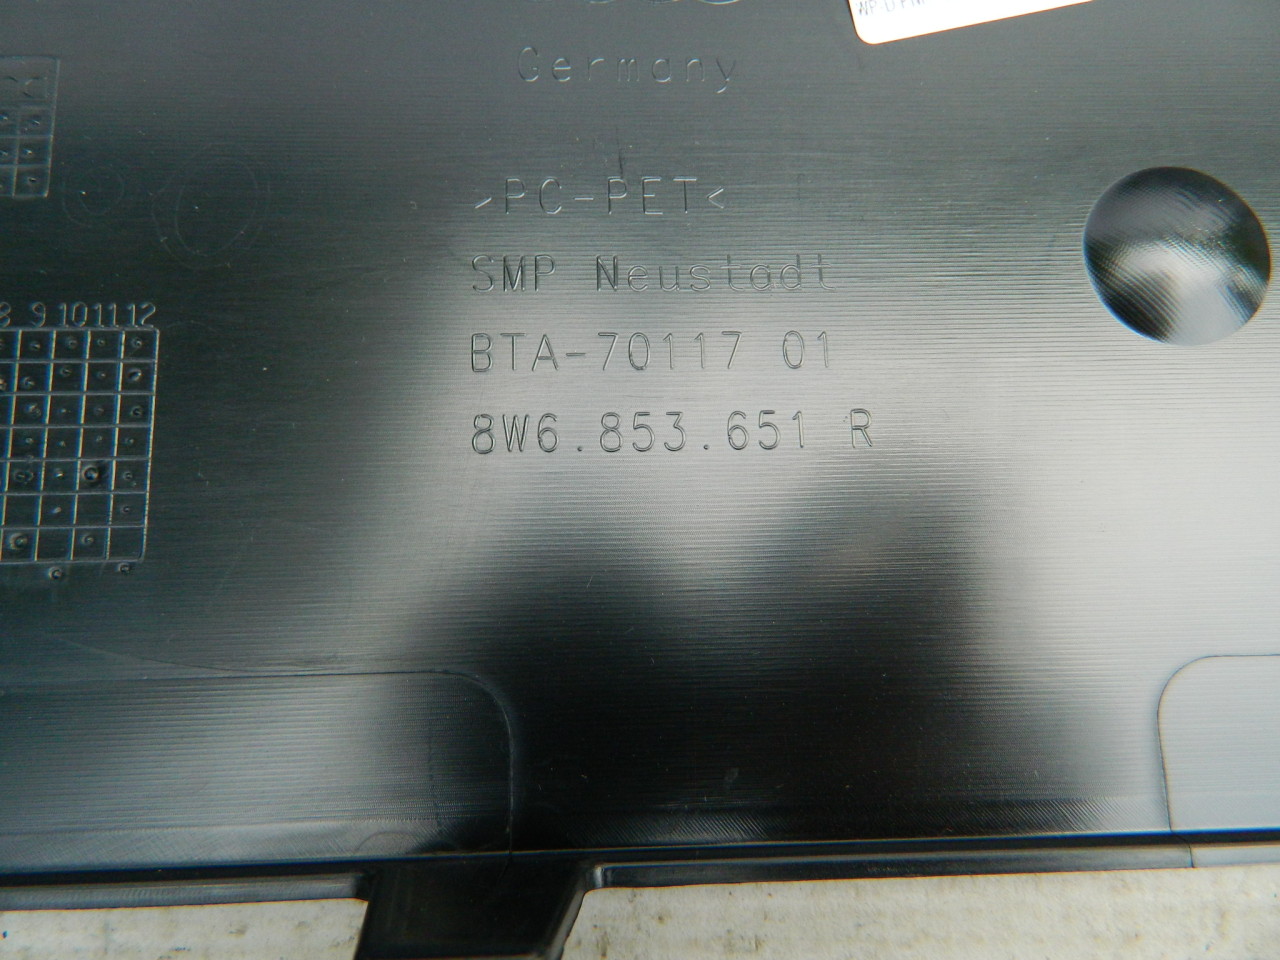 Germany
>PC-PET<
SMP Neustadt
BTA-70117 01
8W6.853.651 R
8 9 10 11 12